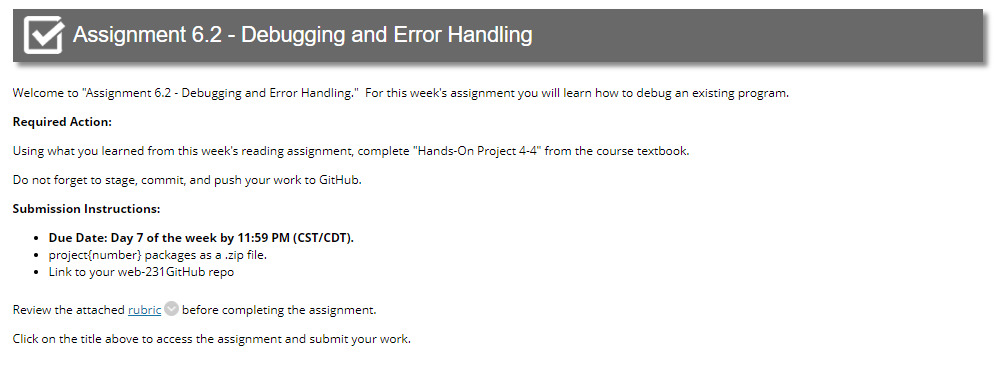 Assignment 6.2 - Debugging and Error Handling
Welcome to "Assignment 6.2 - Debugging and Error Handling."  For this week's assignment you will learn how to debug an existing program.
Required Action:
Using what you learned from this week's reading assignment, complete "Hands-On Project 4-4" from the course textbook.
Do not forget to stage, commit, and push your work to GitHub.
Submission Instructions:
• Due Date: Day 7 of the week by 11:59 PM (CST/CDT).
• project{number} packages as a .zip file.
• Link to your web-231GitHub repo
Review the attached rubric before completing the assignment.
Click on the title above to access the assignment and submit your work.